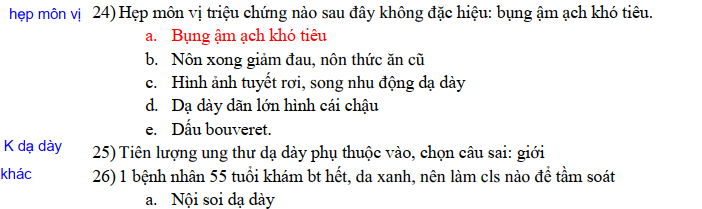 hẹp môn vị 24) Hẹp môn vị triệu chứng nào sau đây không đặc hiệu: bụng ậm ạch khó tiêu.
a. Bụng ậm ạch khó tiêu
b. Nôn xong giảm đau, nôn thức ăn cũ
c. Hình ảnh tuyết rơi, song nhu động dạ dày
d. Dạ dày dãn lớn hình cái chậu
e. Dấu bouveret.
K dạ dày 25) Tiên lượng ung thư dạ dày phụ thuộc vào, chọn câu sai: giới
khác 26) 1 bệnh nhân 55 tuổi khám bt hết, da xanh, nên làm cls nào để tầm soát
a. Nội soi dạ dày